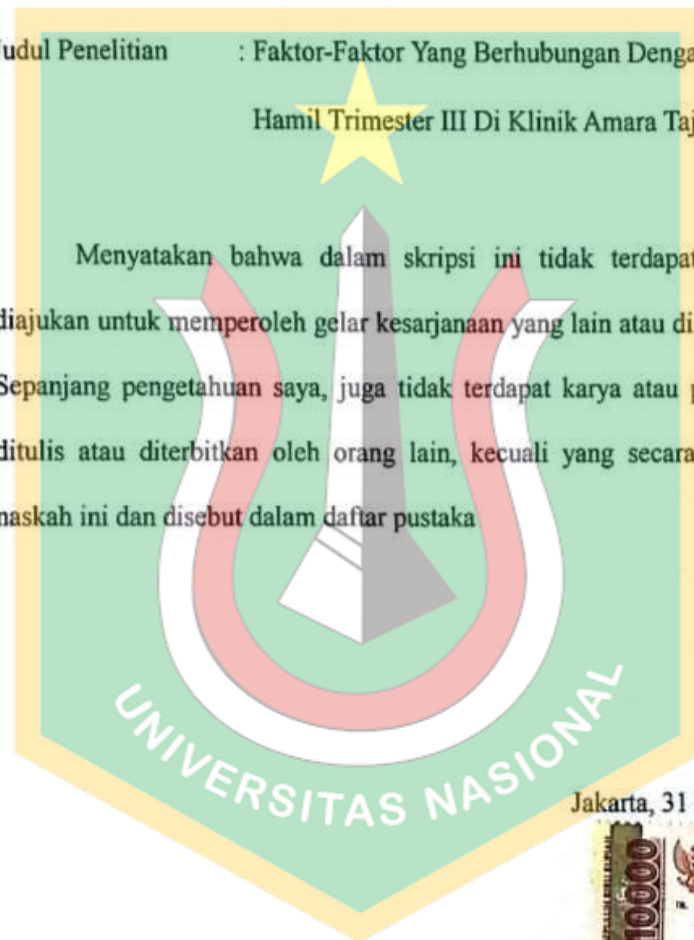 Judul Penelitian : Faktor-Faktor Yang Berhubungan Denga
Hamil Trimester III Di Klinik Amara Taj
Menyatakan bahwa dalam skripsi ini tidak terdapat
diajukan untuk memperoleh gelar kesarjanaan yang lain atau di
Sepanjang pengetahuan saya, juga tidak terdapat karya atau p
ditulis atau diterbitkan oleh orang lain, kecuali yang secara
naskah ini dan disebut dalam daftar pustaka
UNIVERSITAS NASIONAL
Jakarta, 31
10000